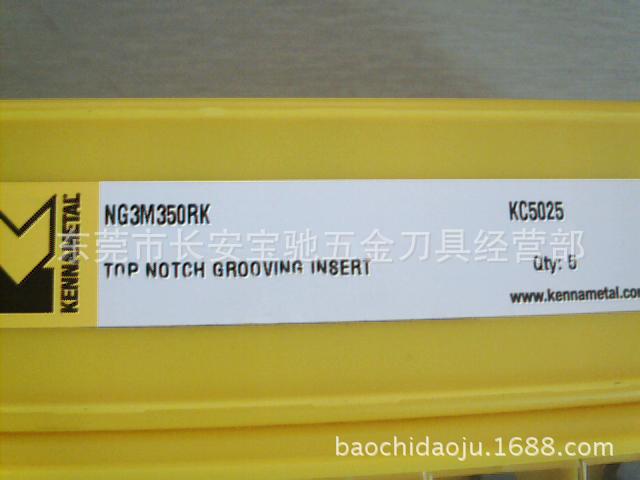 KENNAMETAL
NG3M350RK KC5025
东莞市长安宝驰五金刀具经营部
TOP NOTCH GROOVING INSERT Qty: 5
www.kennametal.com
baochidaoju.1688.com